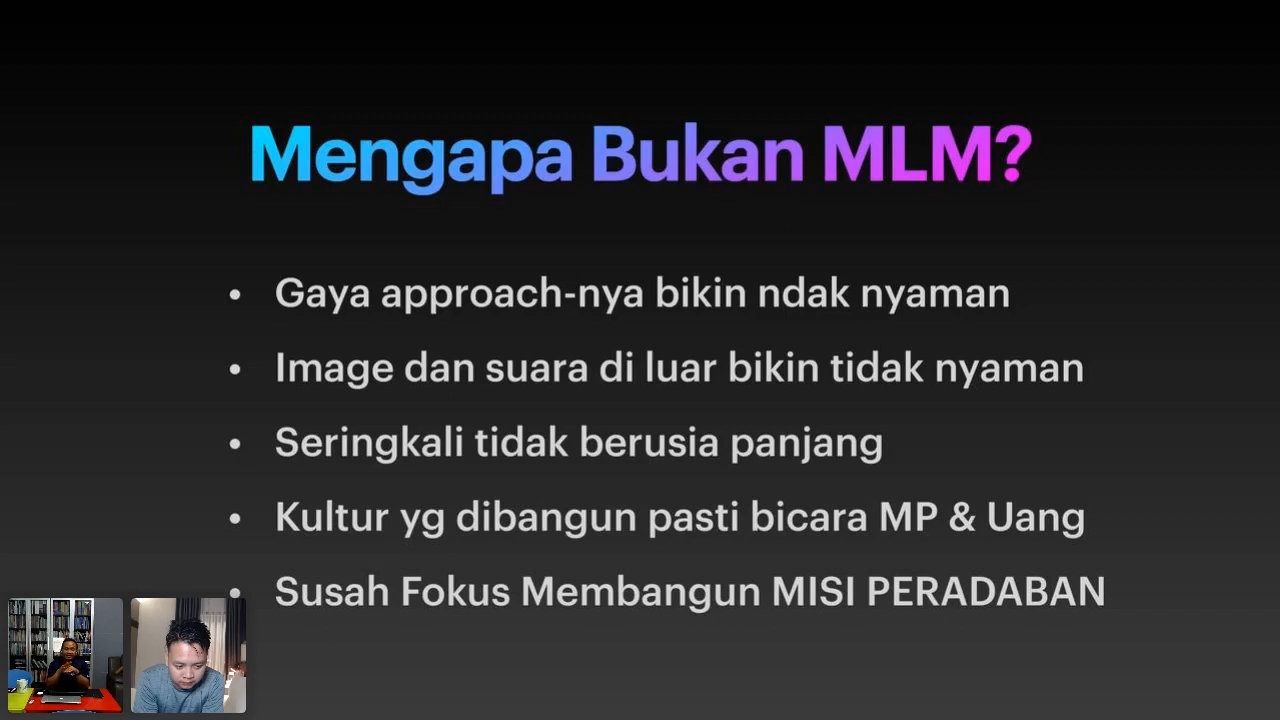 Mengapa Bukan MLM?
• Gaya approach-nya bikin ndak nyaman
• Image dan suara di luar bikin tidak nyaman
• Seringkali tidak berusia panjang
• Kultur yg dibangun pasti bicara MP & Uang
• Susah Fokus Membangun MISI PERADABAN